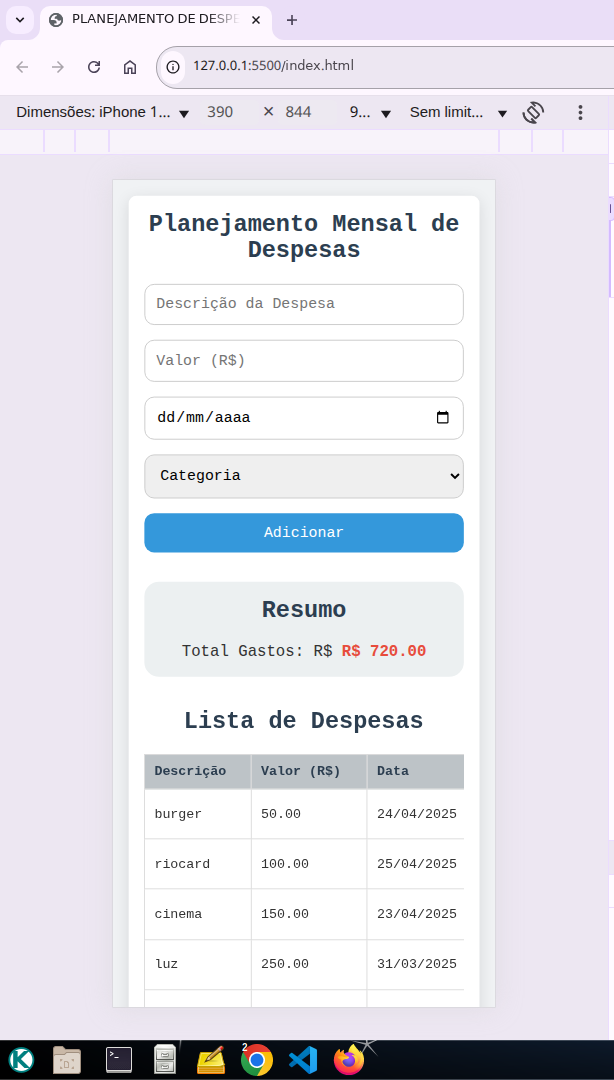 PLANEJAMENTO DE DESPE
127.0.0.1:5500/index.html
Dimensões: iPhone 1... 390 × 844 9... Sem limit...
Planejamento Mensal de
Despesas
Descrição da Despesa
Valor (R$)
dd/mm/aaaa
Categoria
Adicionar
Resumo
Total Gastos: R$ R$ 720.00
Lista de Despesas
Descrição Valor (R$) Data
burger 50.00 24/04/2025
riocard 100.00 25/04/2025
cinema 150.00 23/04/2025
luz 250.00 31/03/2025
2